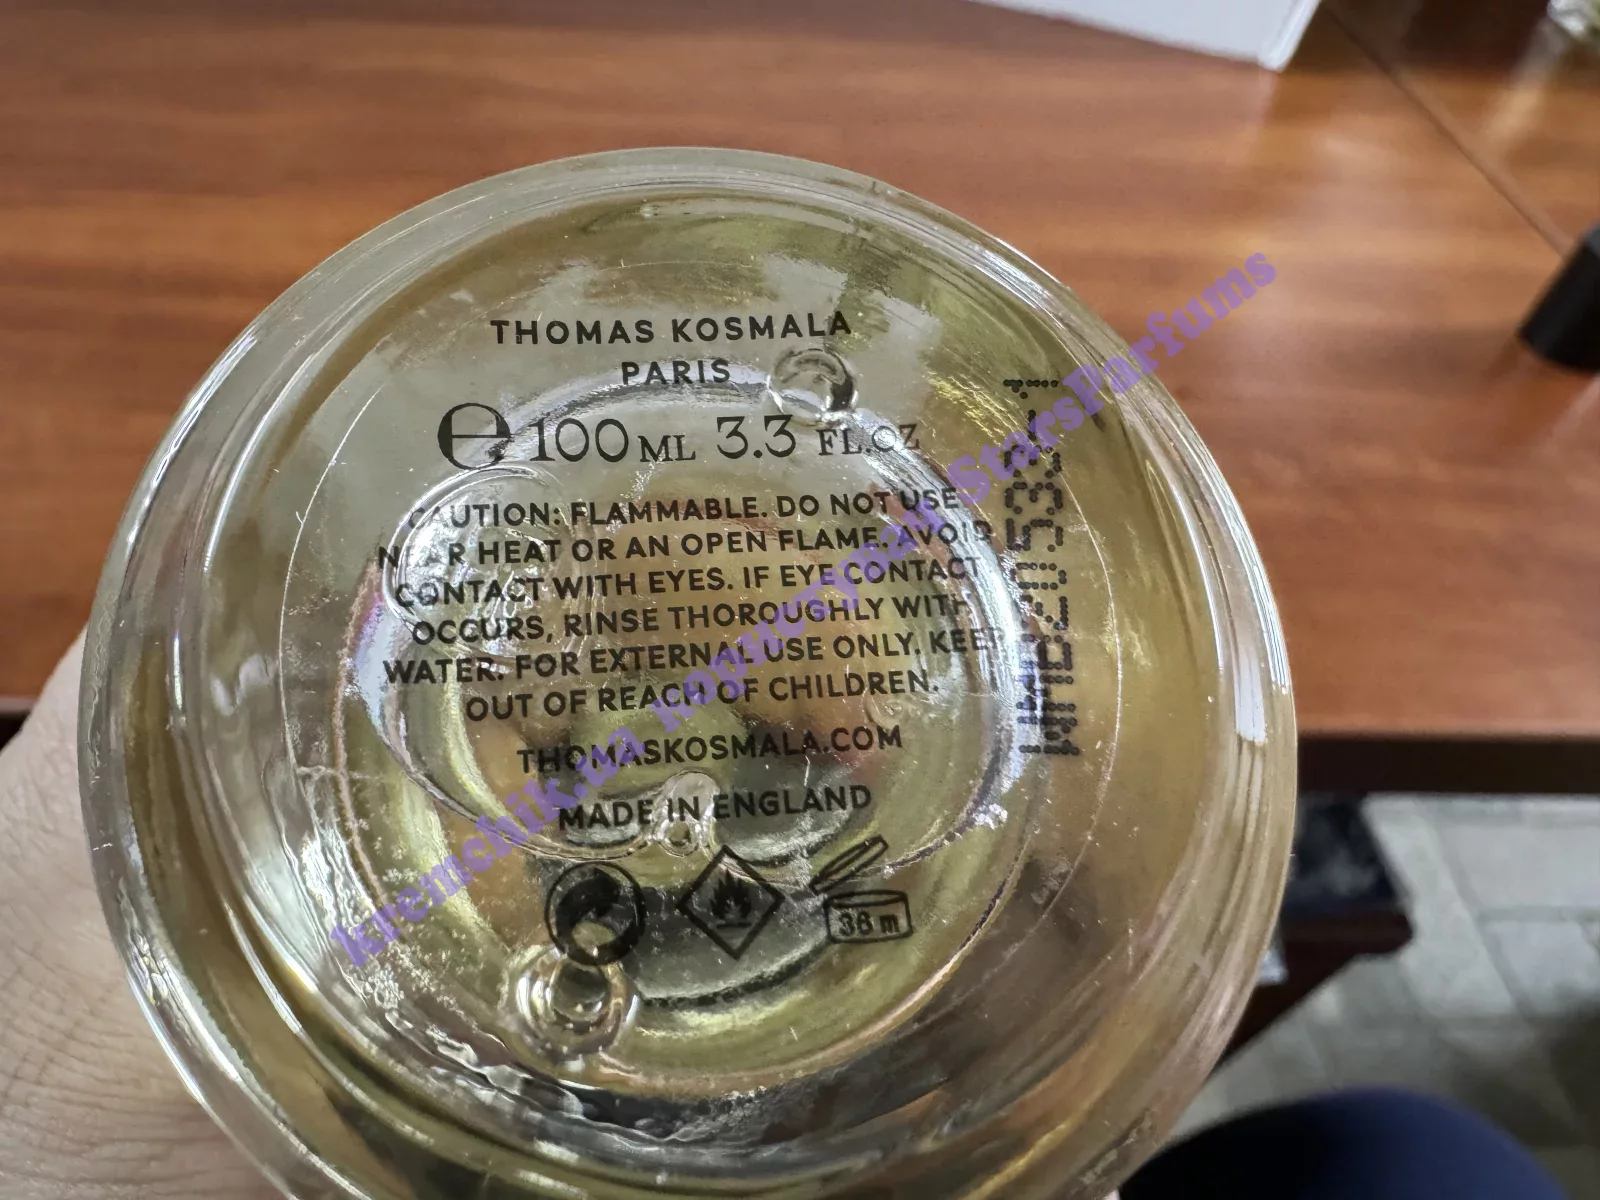 THOMAS KOSMALA
PARIS
℮ 100 ML 3.3 FL.OZ
CAUTION: FLAMMABLE. DO NOT USE
NEAR HEAT OR AN OPEN FLAME. AVOID
CONTACT WITH EYES. IF EYE CONTACT
OCCURS, RINSE THOROUGHLY WITH
WATER. FOR EXTERNAL USE ONLY. KEEP
OUT OF REACH OF CHILDREN.
THOMASKOSMALA.COM
MADE IN ENGLAND
36 m
StarsParfums